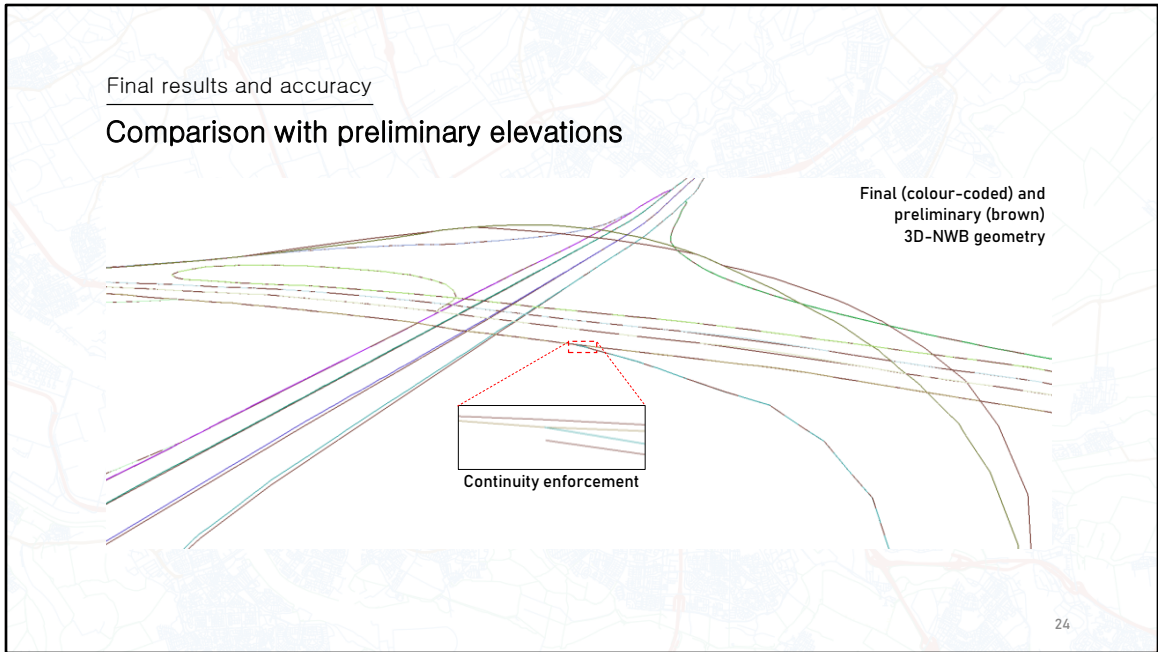 Final results and accuracy
Comparison with preliminary elevations
Final (colour-coded) and
preliminary (brown)
3D-NWB geometry
Continuity enforcement
24